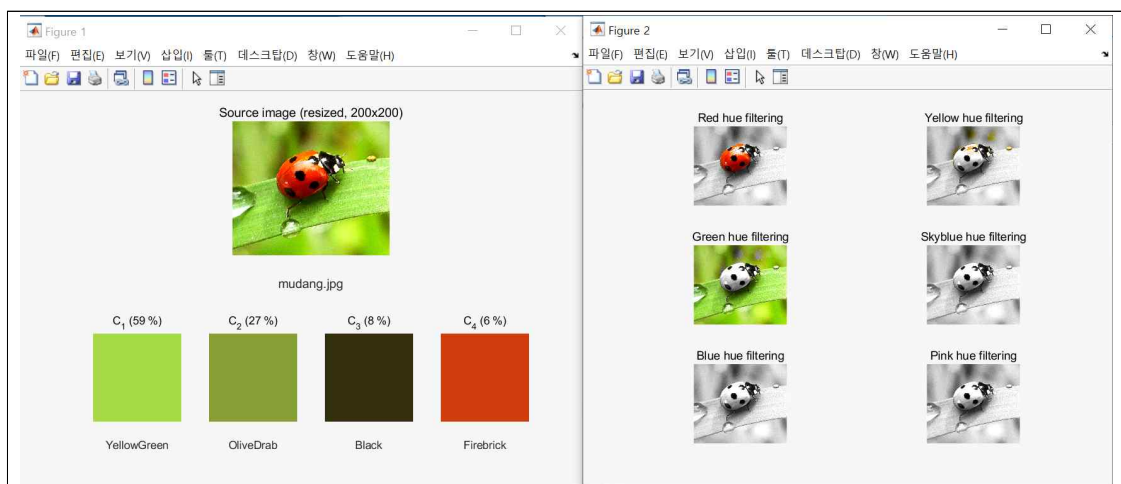 Figure 1
파일(F) 편집(E) 보기(V) 삽입(I) 툴(T) 데스크탑(D) 창(W) 도움말(H)
Source image (resized, 200x200)
mudang.jpg
C1 (59 %) C2 (27 %) C3 (8 %) C4 (6 %)
YellowGreen OliveDrab Black Firebrick
Figure 2
파일(F) 편집(E) 보기(V) 삽입(I) 툴(T) 데스크탑(D) 창(W) 도움말(H)
Red hue filtering Yellow hue filtering
Green hue filtering Skyblue hue filtering
Blue hue filtering Pink hue filtering